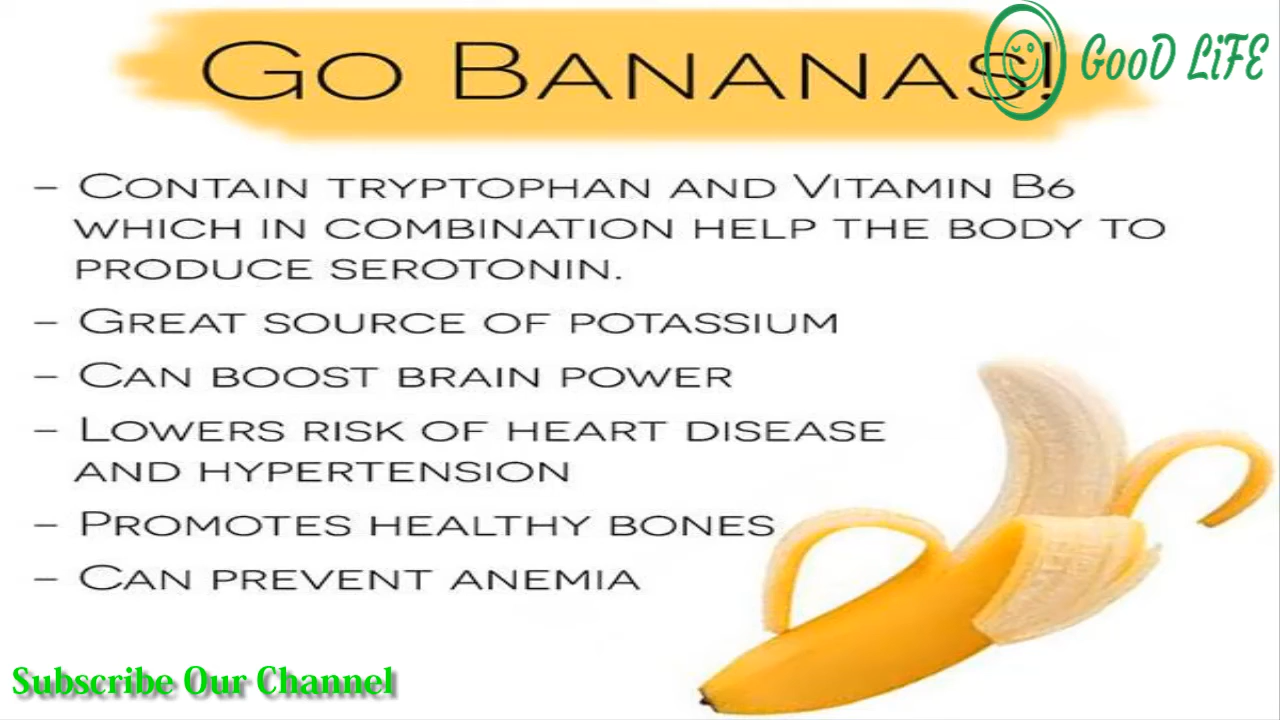 Go Bananas!
GooD LiFE
– Contain tryptophan and Vitamin B6
which in combination help the body to
produce serotonin.
– Great source of potassium
– Can boost brain power
– Lowers risk of heart disease
and hypertension
– Promotes healthy bones
– Can prevent anemia
Subscribe Our Channel